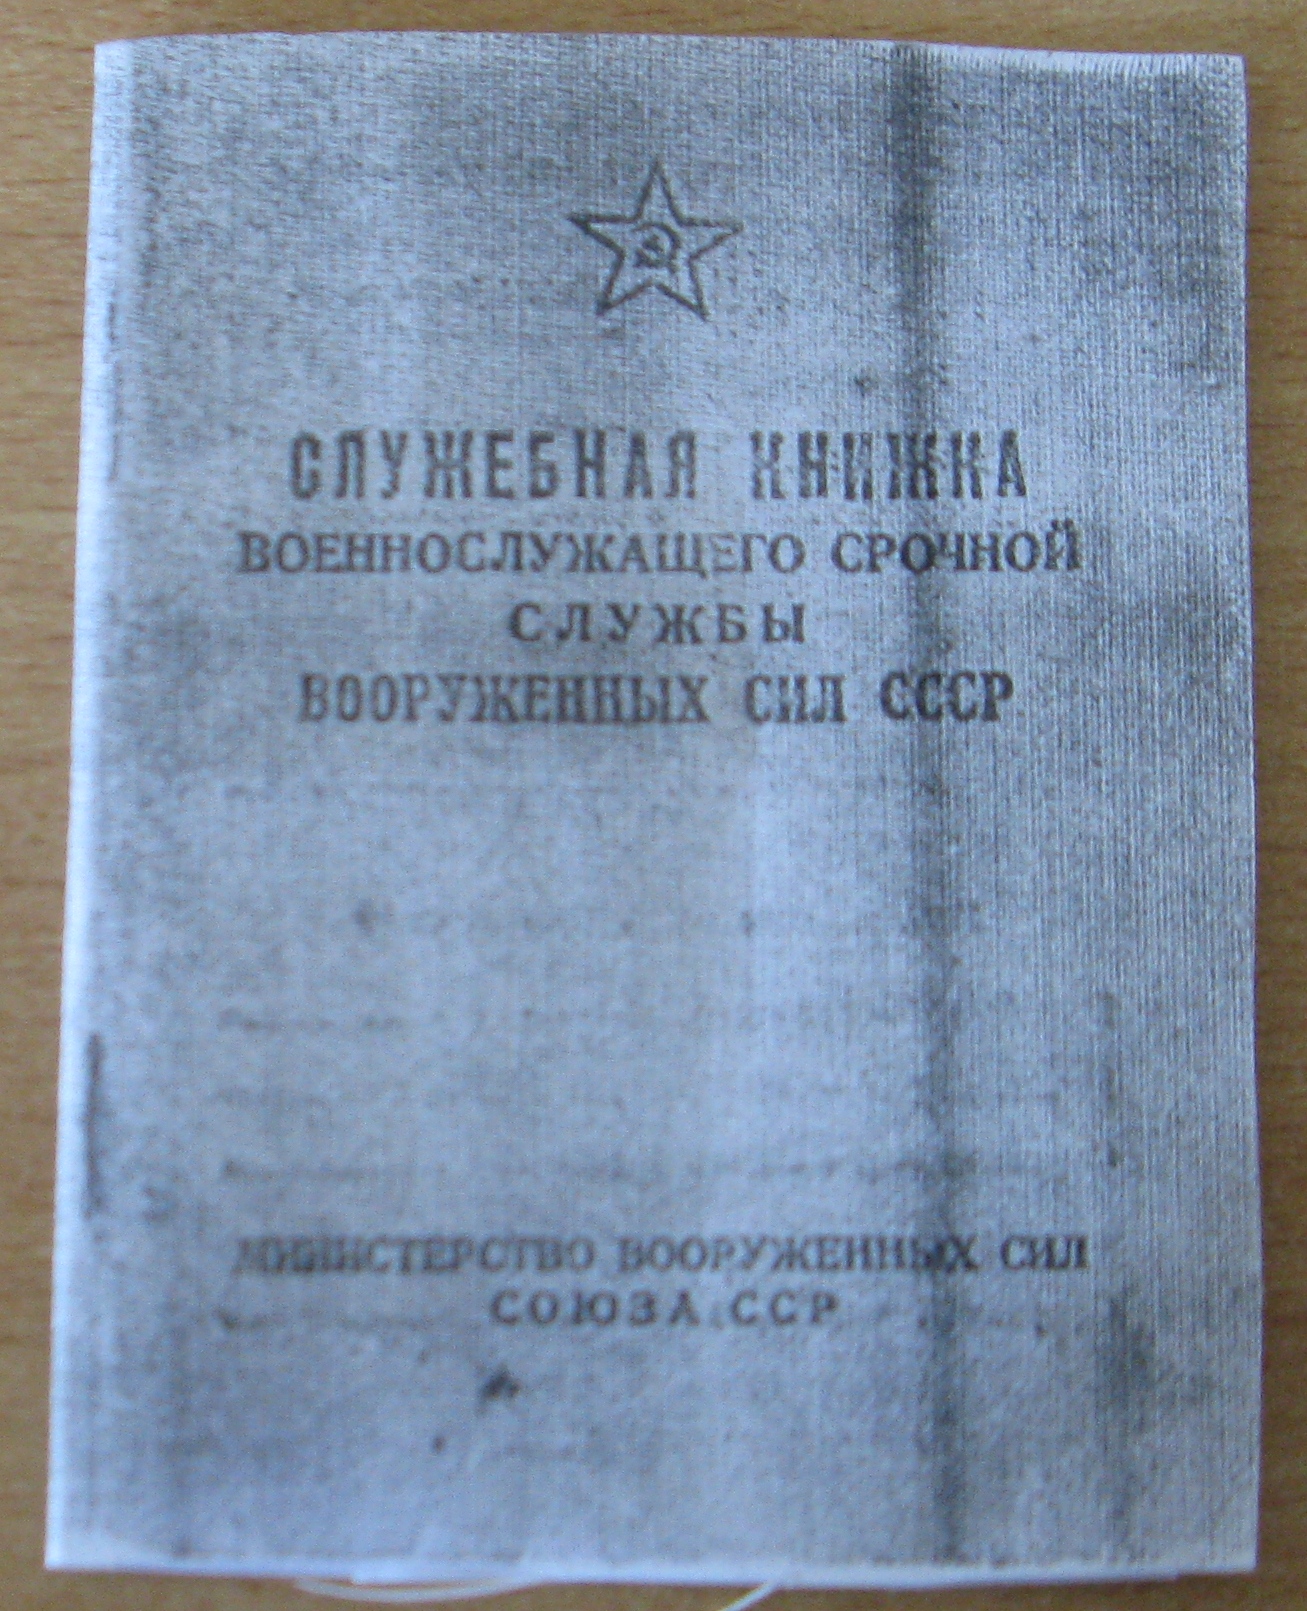 СЛУЖЕБНАЯ КНИЖКА
ВОЕННОСЛУЖАЩЕГО СРОЧНОЙ
СЛУЖБЫ
ВООРУЖЕННЫХ СИЛ СССР
МИНИСТЕРСТВО ВООРУЖЕННЫХ СИЛ
СОЮЗА ССР